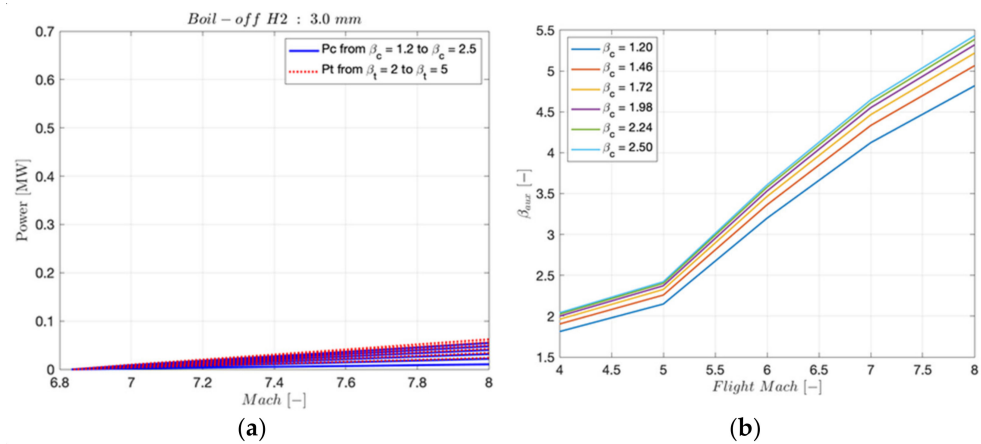 Boil-off H2 : 3.0 mm
0.7
0.6
0.5
0.4
0.3
0.2
0.1
0
Power [MW]
Pc from βc = 1.2 to βc = 2.5
Pt from βt = 2 to βt = 5
6.8 7 7.2 7.4 7.6 7.8 8
Mach [−]
(a)
5.5
5
4.5
4
3.5
3
2.5
2
1.5
βaux [−]
βc = 1.20
βc = 1.46
βc = 1.72
βc = 1.98
βc = 2.24
βc = 2.50
4 4.5 5 5.5 6 6.5 7 7.5 8
Flight Mach [−]
(b)